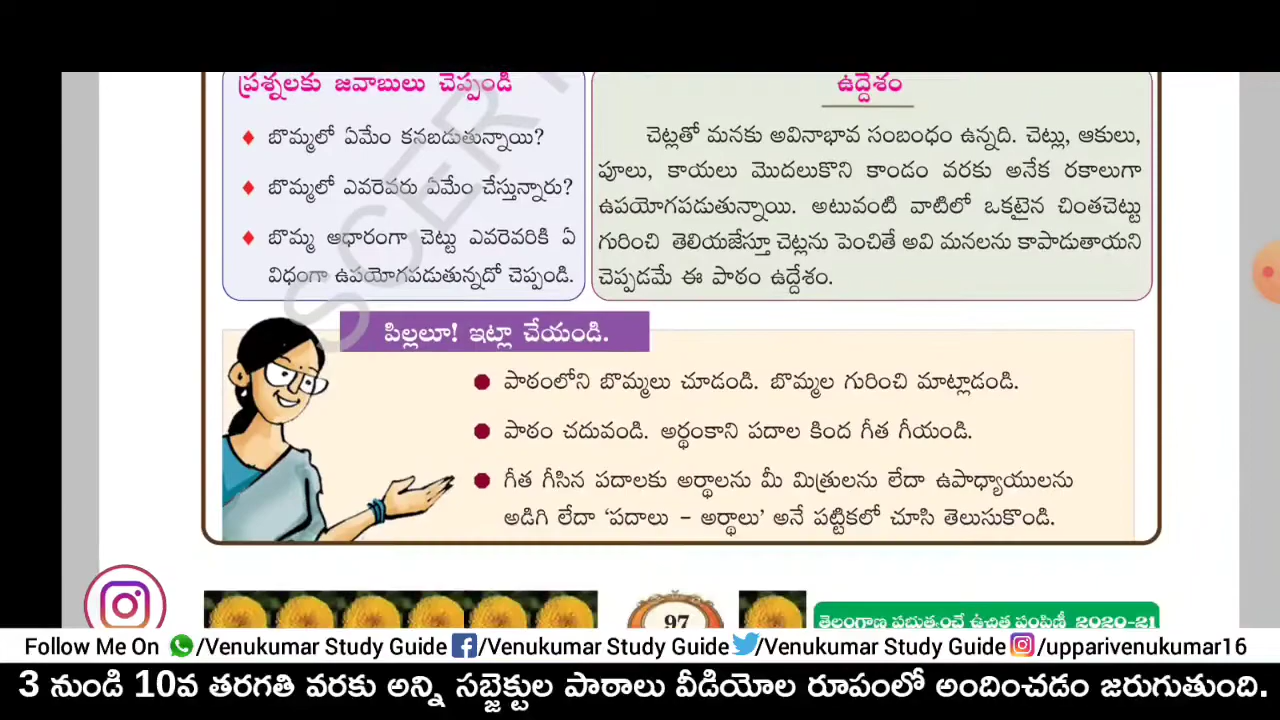 ప్రశ్నలకు జవాబులు చెప్పండి
♦ బొమ్మలో ఏమేం కనబడుతున్నాయి?
♦ బొమ్మలో ఎవరెవరు ఏమేం చేస్తున్నారు?
♦ బొమ్మ ఆధారంగా చెట్టు ఎవరెవరికి ఏ
విధంగా ఉపయోగపడుతున్నదో చెప్పండి.
ఉద్దేశం
చెట్లతో మనకు అవినాభావ సంబంధం ఉన్నది. చెట్లు, ఆకులు,
పూలు, కాయలు మొదలుకొని కాండం వరకు అనేక రకాలుగా
ఉపయోగపడుతున్నాయి. అటువంటి వాటిలో ఒకటైన చింతచెట్టు
గురించి తెలియజేస్తూ చెట్లను పెంచితే అవి మనలను కాపాడుతాయని
చెప్పడమే ఈ పాఠం ఉద్దేశం.
SCERT
పిల్లలూ! ఇట్లా చేయండి.
● పాఠంలోని బొమ్మలు చూడండి. బొమ్మల గురించి మాట్లాడండి.
● పాఠం చదువండి. అర్థంకాని పదాల కింద గీత గీయండి.
● గీత గీసిన పదాలకు అర్థాలను మీ మిత్రులను లేదా ఉపాధ్యాయులను
అడిగి లేదా ‘పదాలు – అర్థాలు’ అనే పట్టికలో చూసి తెలుసుకొండి.
97
తెలంగాణ ప్రభుత్వంచే ఉచిత పంపిణీ 2020-21
Follow Me On /Venukumar Study Guide /Venukumar Study Guide /Venukumar Study Guide /upparivenukumar16
3 నుండి 10వ తరగతి వరకు అన్ని సబ్జెక్టుల పాఠాలు వీడియోల రూపంలో అందించడం జరుగుతుంది.